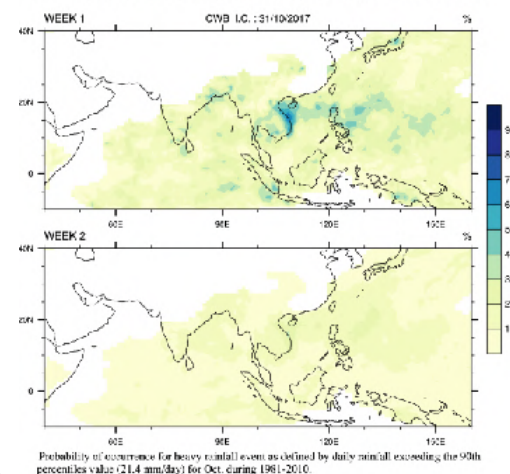 WEEK 1 CWB I.C. : 31/10/2017 %
40N
20N
0
60E 90E 120E 150E
9
8
7
6
5
4
3
2
1
WEEK 2 %
40N
20N
0
60E 90E 120E 150E
Probability of occurrence for heavy rainfall event as defined by daily rainfall exceeding the 90th
percentiles value (21.4 mm/day) for Oct. during 1981-2010.